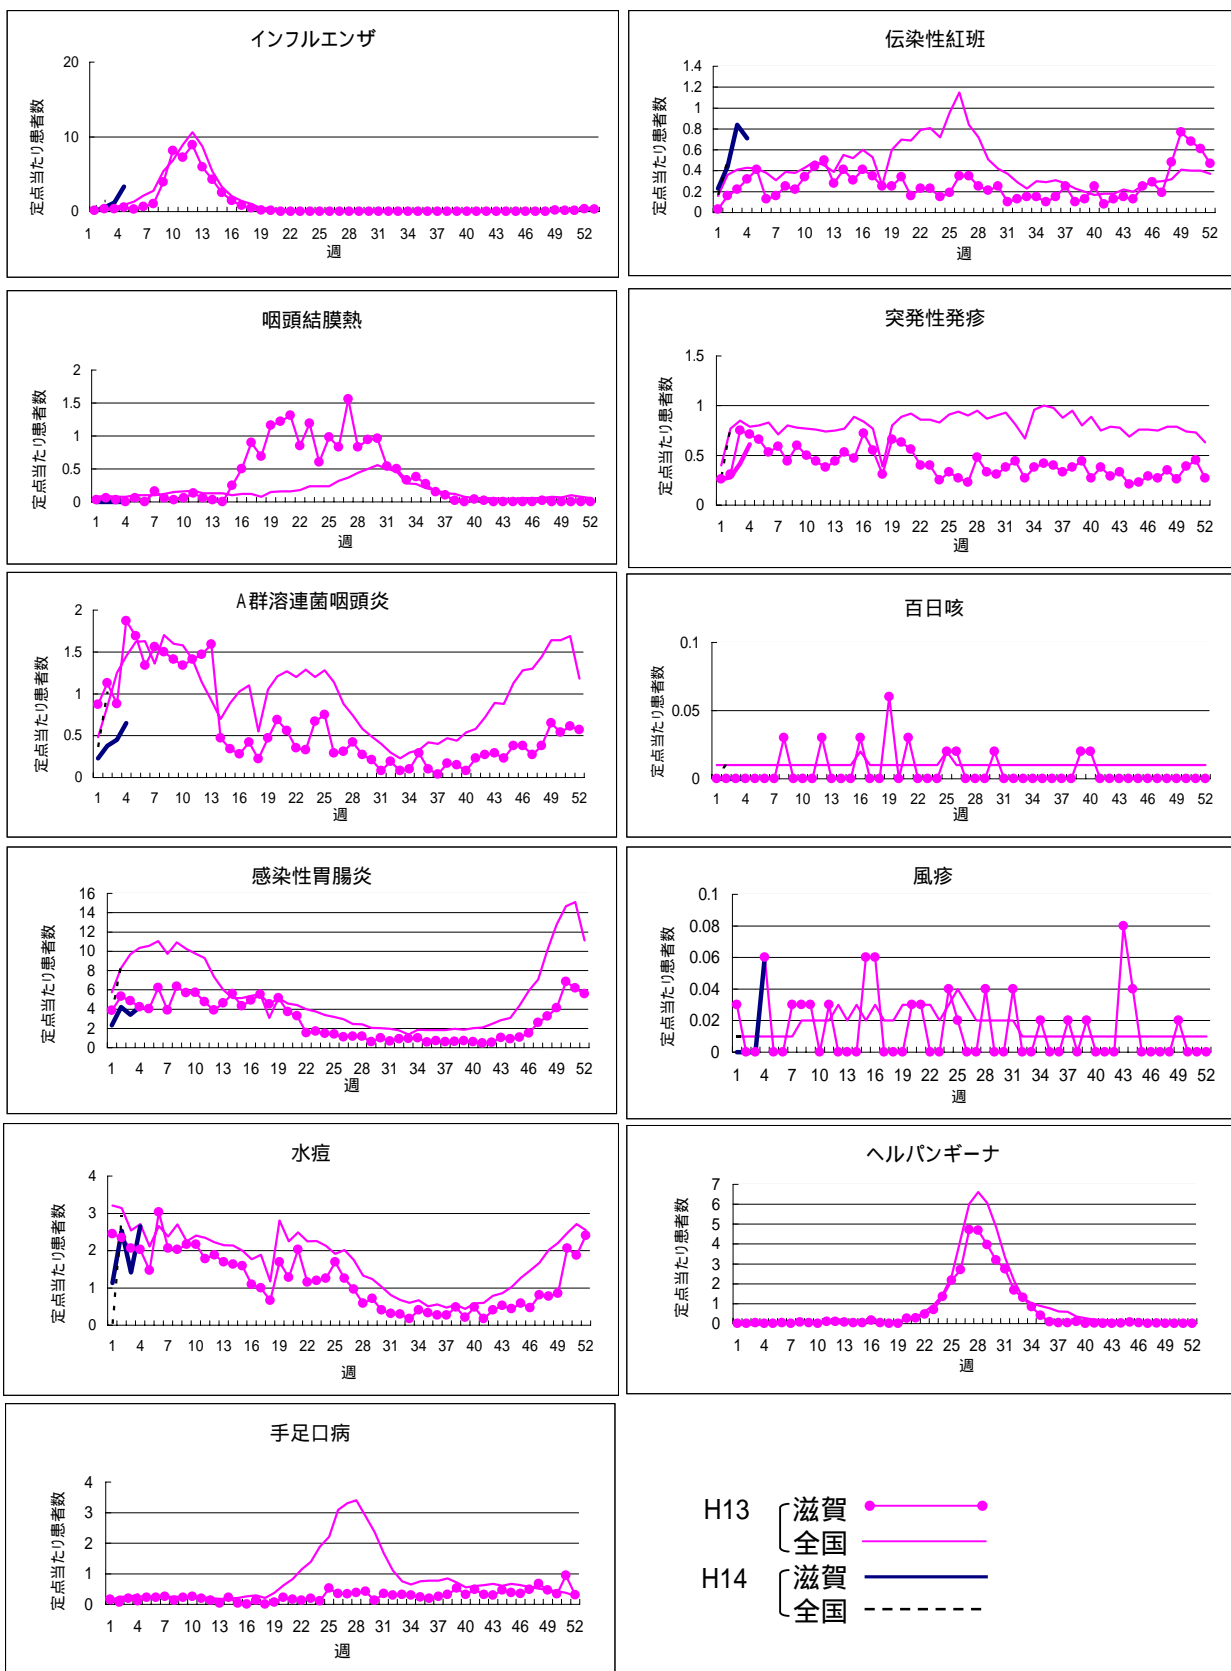 インフルエンザ
定点当たり患者数
20
10
0
1 4 7 10 13 16 19 22 25 28 31 34 37 40 43 46 49 52
週
伝染性紅斑
定点当たり患者数
1.4
1.2
1
0.8
0.6
0.4
0.2
0
1 4 7 10 13 16 19 22 25 28 31 34 37 40 43 46 49 52
週
咽頭結膜熱
定点当たり患者数
2
1.5
1
0.5
0
1 4 7 10 13 16 19 22 25 28 31 34 37 40 43 46 49 52
週
突発性発疹
定点当たり患者数
1.5
1
0.5
0
1 4 7 10 13 16 19 22 25 28 31 34 37 40 43 46 49 52
週
A群溶連菌咽頭炎
定点当たり患者数
2
1.5
1
0.5
0
1 4 7 10 13 16 19 22 25 28 31 34 37 40 43 46 49 52
週
百日咳
定点当たり患者数
0.1
0.05
0
1 4 7 10 13 16 19 22 25 28 31 34 37 40 43 46 49 52
週
感染性胃腸炎
定点当たり患者数
16
14
12
10
8
6
4
2
0
1 4 7 10 13 16 19 22 25 28 31 34 37 40 43 46 49 52
週
風疹
定点当たり患者数
0.1
0.08
0.06
0.04
0.02
0
1 4 7 10 13 16 19 22 25 28 31 34 37 40 43 46 49 52
週
水痘
定点当たり患者数
4
3
2
1
0
1 4 7 10 13 16 19 22 25 28 31 34 37 40 43 46 49 52
週
ヘルパンギーナ
定点当たり患者数
7
6
5
4
3
2
1
0
1 4 7 10 13 16 19 22 25 28 31 34 37 40 43 46 49 52
週
手足口病
定点当たり患者数
4
3
2
1
0
1 4 7 10 13 16 19 22 25 28 31 34 37 40 43 46 49 52
週
H13 滋賀
全国
H14 滋賀
全国